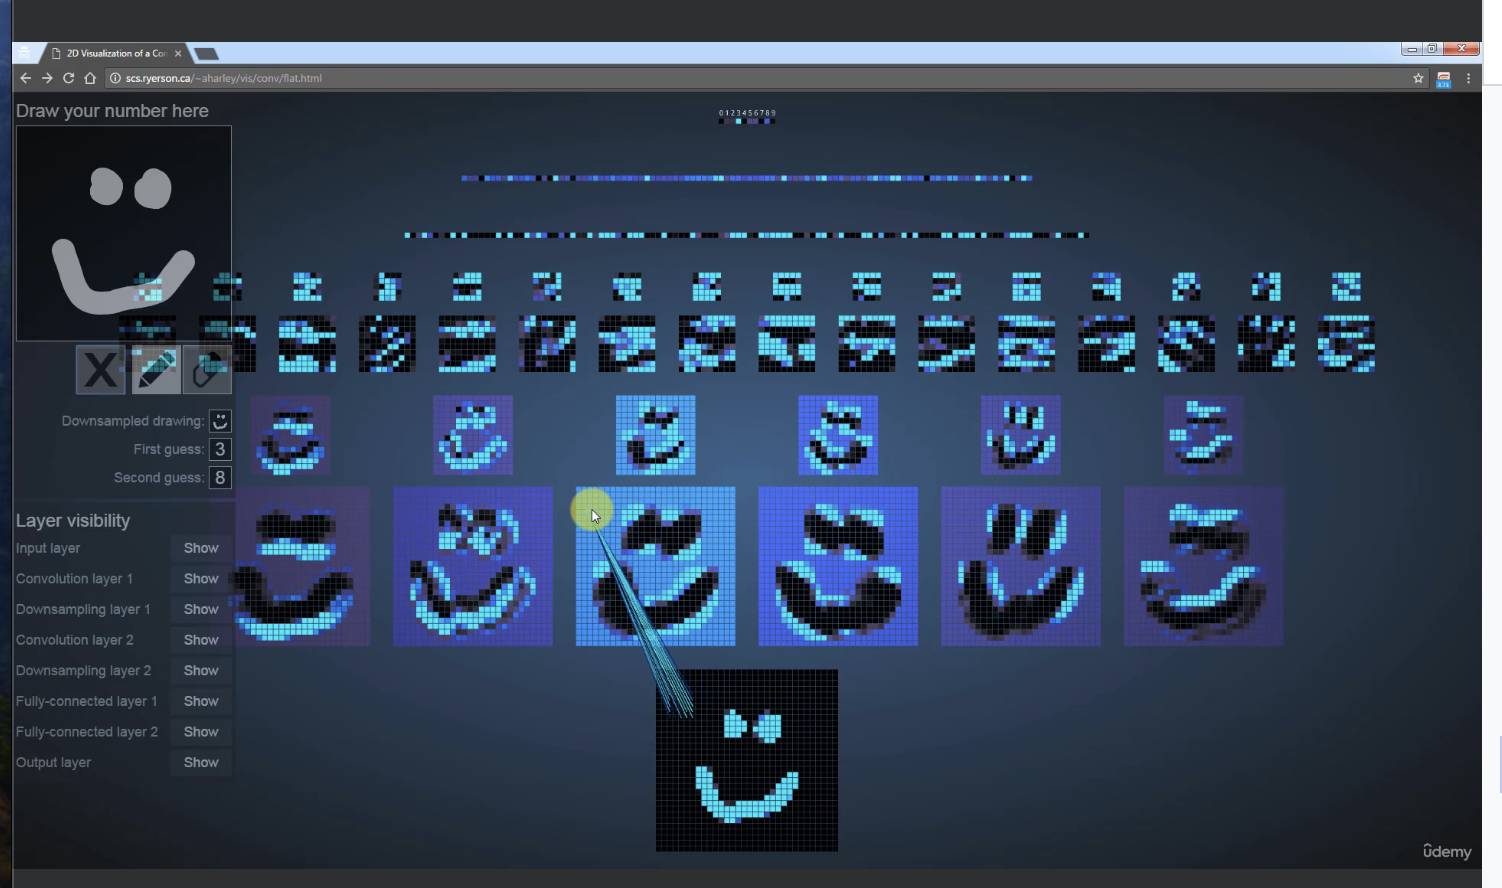 2D Visualization of a Con
scs.ryerson.ca/~aharley/vis/conv/flat.html
Draw your number here
0123456789
X
Downsampled drawing:
First guess: 3
Second guess: 8
Layer visibility
Input layer Show
Convolution layer 1 Show
Downsampling layer 1 Show
Convolution layer 2 Show
Downsampling layer 2 Show
Fully-connected layer 1 Show
Fully-connected layer 2 Show
Output layer Show
ûdemy